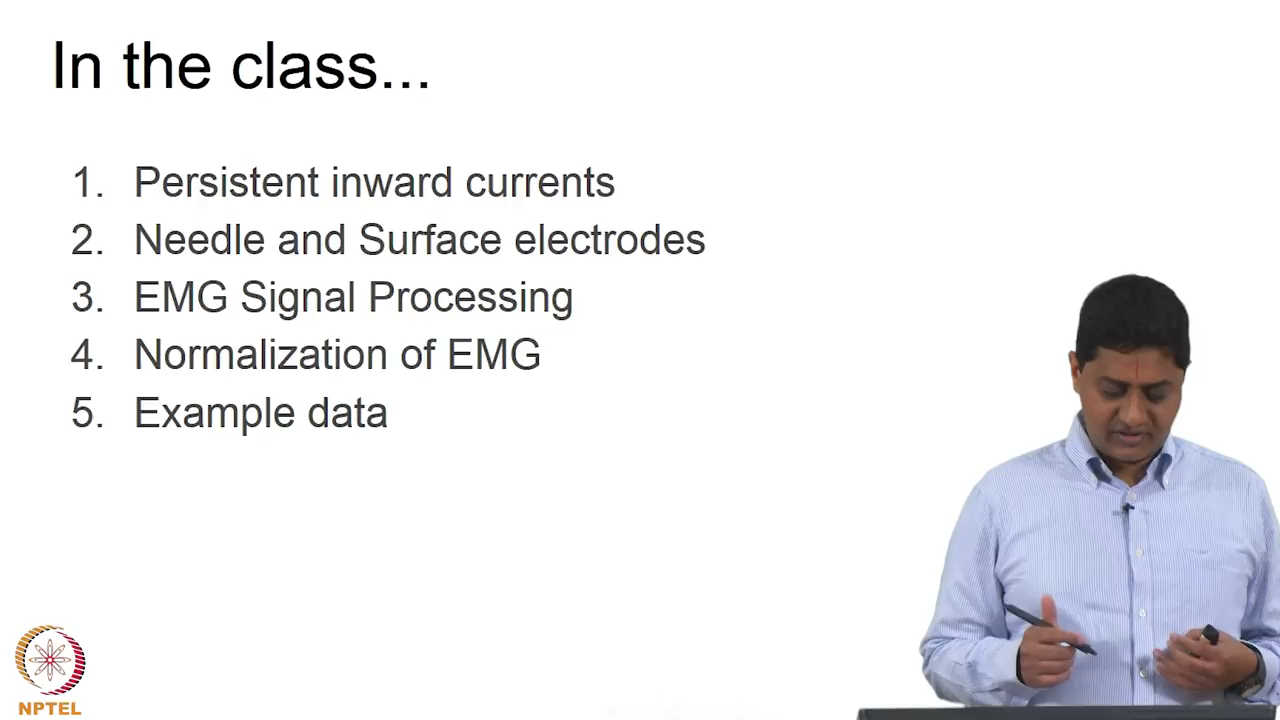 In the class...
1. Persistent inward currents
2. Needle and Surface electrodes
3. EMG Signal Processing
4. Normalization of EMG
5. Example data
NPTEL